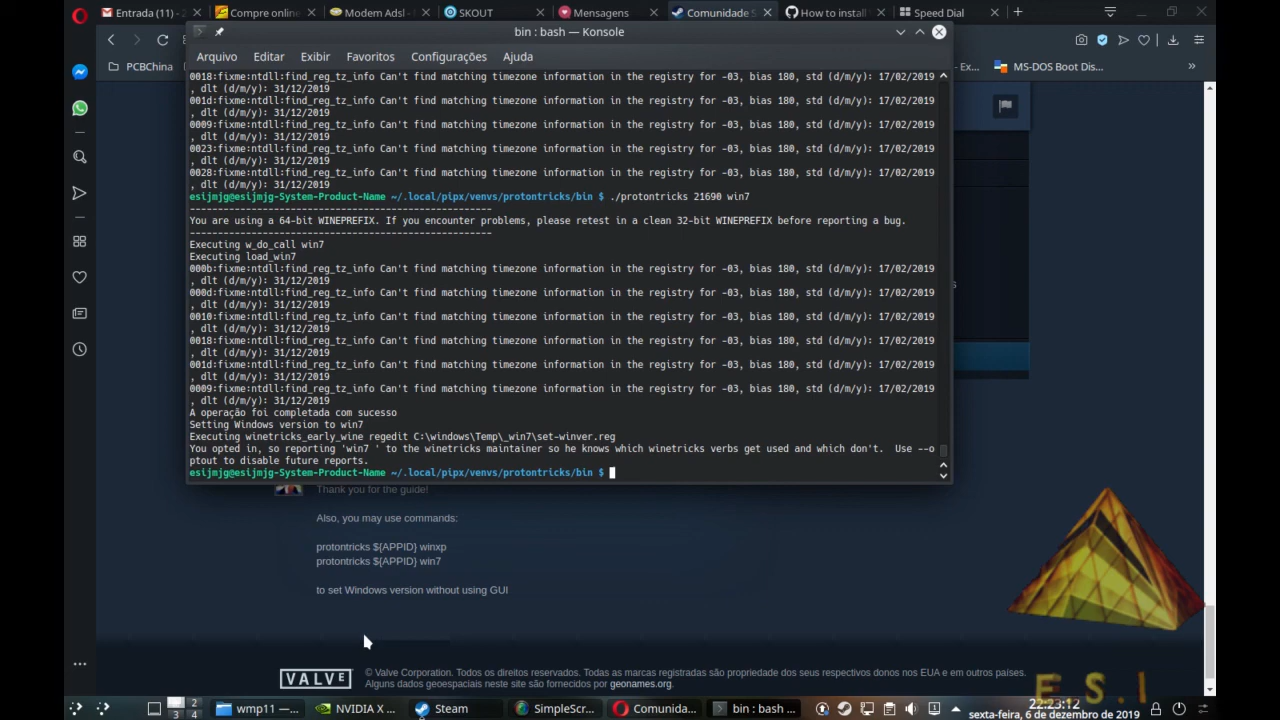 Entrada (11) - 2
Compre online
Modem Adsl -
SKOUT
Mensagens
Comunidade S
How to install
Speed Dial
bin : bash — Konsole
Arquivo Editar Exibir Favoritos Configurações Ajuda
PCBChina
- Ex...
MS-DOS Boot Dis...
»
0018:fixme:ntdll:find_reg_tz_info Can't find matching timezone information in the registry for -03, bias 180, std (d/m/y): 17/02/2019
, dlt (d/m/y): 31/12/2019
001d:fixme:ntdll:find_reg_tz_info Can't find matching timezone information in the registry for -03, bias 180, std (d/m/y): 17/02/2019
, dlt (d/m/y): 31/12/2019
0009:fixme:ntdll:find_reg_tz_info Can't find matching timezone information in the registry for -03, bias 180, std (d/m/y): 17/02/2019
, dlt (d/m/y): 31/12/2019
0023:fixme:ntdll:find_reg_tz_info Can't find matching timezone information in the registry for -03, bias 180, std (d/m/y): 17/02/2019
, dlt (d/m/y): 31/12/2019
0028:fixme:ntdll:find_reg_tz_info Can't find matching timezone information in the registry for -03, bias 180, std (d/m/y): 17/02/2019
, dlt (d/m/y): 31/12/2019
esijmjg@esijmjg-System-Product-Name ~/.local/pipx/venvs/protontricks/bin $ ./protontricks 21690 win7
------------------------------------------------------
You are using a 64-bit WINEPREFIX. If you encounter problems, please retest in a clean 32-bit WINEPREFIX before reporting a bug.
------------------------------------------------------
Executing w_do_call win7
Executing load_win7
000b:fixme:ntdll:find_reg_tz_info Can't find matching timezone information in the registry for -03, bias 180, std (d/m/y): 17/02/2019
, dlt (d/m/y): 31/12/2019
000d:fixme:ntdll:find_reg_tz_info Can't find matching timezone information in the registry for -03, bias 180, std (d/m/y): 17/02/2019
, dlt (d/m/y): 31/12/2019
0010:fixme:ntdll:find_reg_tz_info Can't find matching timezone information in the registry for -03, bias 180, std (d/m/y): 17/02/2019
, dlt (d/m/y): 31/12/2019
0018:fixme:ntdll:find_reg_tz_info Can't find matching timezone information in the registry for -03, bias 180, std (d/m/y): 17/02/2019
, dlt (d/m/y): 31/12/2019
001d:fixme:ntdll:find_reg_tz_info Can't find matching timezone information in the registry for -03, bias 180, std (d/m/y): 17/02/2019
, dlt (d/m/y): 31/12/2019
0009:fixme:ntdll:find_reg_tz_info Can't find matching timezone information in the registry for -03, bias 180, std (d/m/y): 17/02/2019
, dlt (d/m/y): 31/12/2019
A operação foi completada com sucesso
Setting Windows version to win7
Executing winetricks_early_wine regedit C:\windows\Temp\_win7\set-winver.reg
You opted in, so reporting 'win7 ' to the winetricks maintainer so he knows which winetricks verbs get used and which don't.  Use --o
ptout to disable future reports.
esijmjg@esijmjg-System-Product-Name ~/.local/pipx/venvs/protontricks/bin $
Thank you for the guide!
Also, you may use commands:
protontricks ${APPID} winxp
protontricks ${APPID} win7
to set Windows version without using GUI
VALVE
© Valve Corporation. Todos os direitos reservados. Todas as marcas registradas são propriedade dos seus respectivos donos nos EUA e em outros países.
Alguns dados geoespaciais neste site são fornecidos por geonames.org.
E.S.I
2
3 4
wmp11 —...
NVIDIA X ...
Steam
SimpleScr...
Comunida...
bin : bash ...
22:23:12
sexta-feira, 6 de dezembro de 2019